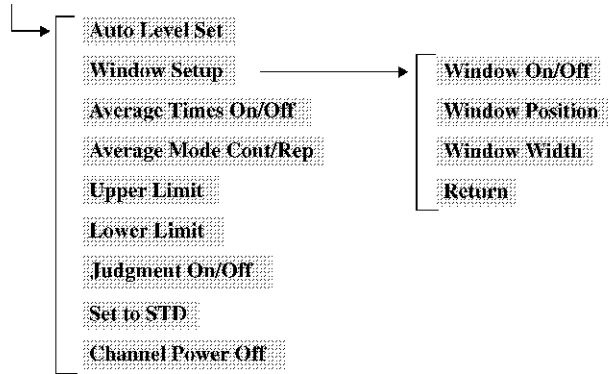 Auto Level Set
Window Setup
Average Times On/Off
Average Mode Cont/Rep
Upper Limit
Lower Limit
Judgment On/Off
Set to STD
Channel Power Off
Window On/Off
Window Position
Window Width
Return